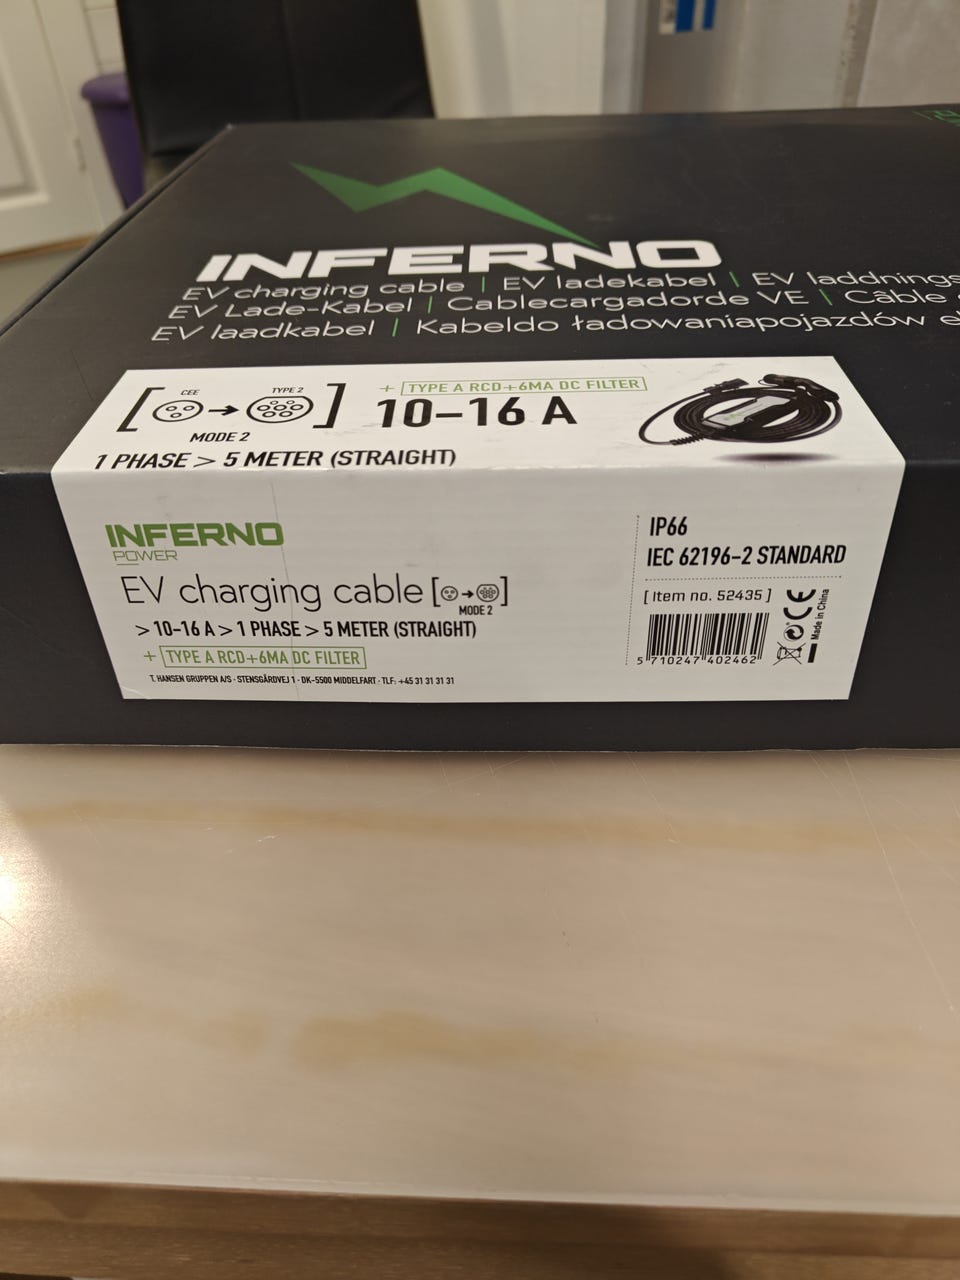 INFERNO
EV charging cable | EV ladekabel | EV laddnings
EV Lade-Kabel | Cablecargadorde VE | Câble
EV laadkabel | Kabeldo ładowaniapojazdów el
CEE
TYPE 2
[ → ]
MODE 2
1 PHASE > 5 METER (STRAIGHT)
+ TYPE A RCD+6MA DC FILTER
10-16 A
INFERNO
POWER
EV charging cable [ → ]
MODE 2
> 10-16 A > 1 PHASE > 5 METER (STRAIGHT)
+ TYPE A RCD+6MA DC FILTER
T. HANSEN GRUPPEN A/S · STENSGÅRDVEJ 1 · DK-5500 MIDDELFART · TLF: +45 31 31 31 31
IP66
IEC 62196-2 STANDARD
[ Item no. 52435 ]
5 710247 402462
CE
Made in China